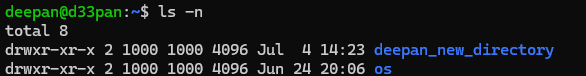 deepan@d33pan:~$ ls -n
total 8
drwxr-xr-x 2 1000 1000 4096 Jul  4 14:23 deepan_new_directory
drwxr-xr-x 2 1000 1000 4096 Jun 24 20:06 os